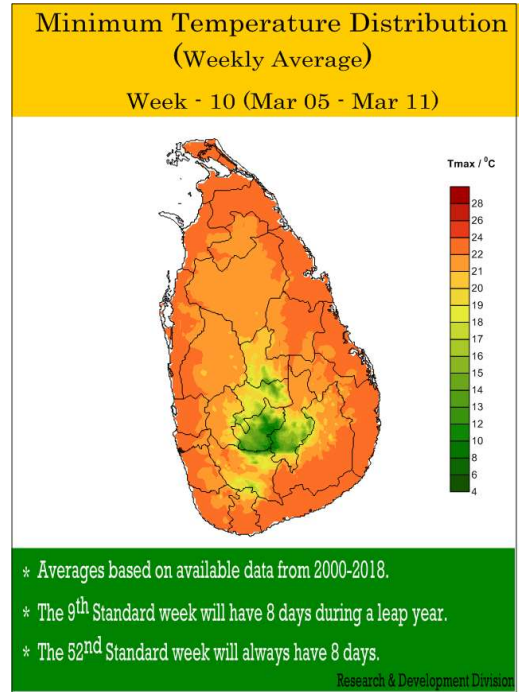 Minimum Temperature Distribution
(Weekly Average)
Week - 10 (Mar 05 - Mar 11)
Tmax / ⁰C
28
26
24
22
21
20
19
18
17
16
15
14
13
12
10
8
6
4
* Averages based on available data from 2000-2018.
* The 9th Standard week will have 8 days during a leap year.
* The 52nd Standard week will always have 8 days.
Research & Development Division